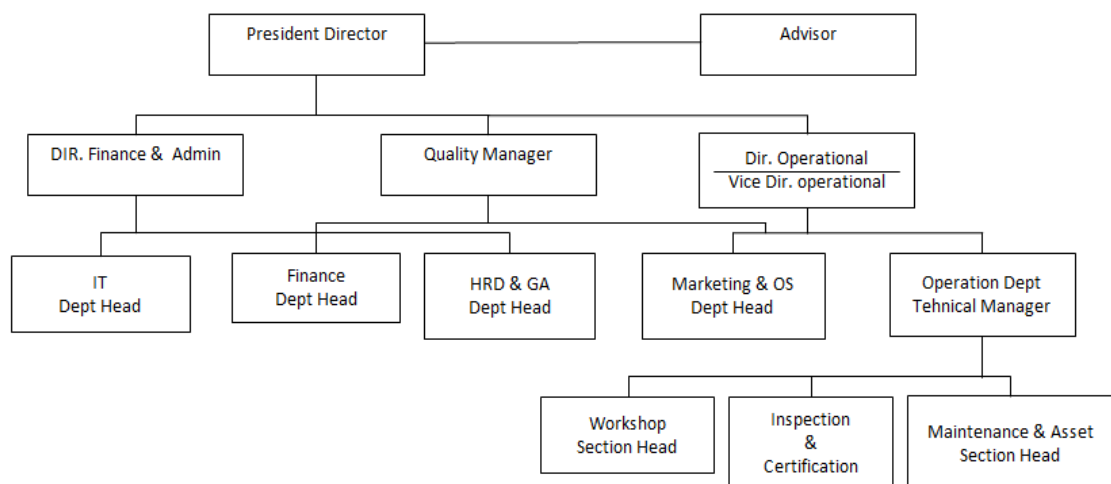 President Director
Advisor
DIR. Finance & Admin
Quality Manager
Dir. Operational
Vice Dir. operational
IT
Dept Head
Finance
Dept Head
HRD & GA
Dept Head
Marketing & OS
Dept Head
Operation Dept
Tehnical Manager
Workshop
Section Head
Inspection
&
Certification
Maintenance & Asset
Section Head